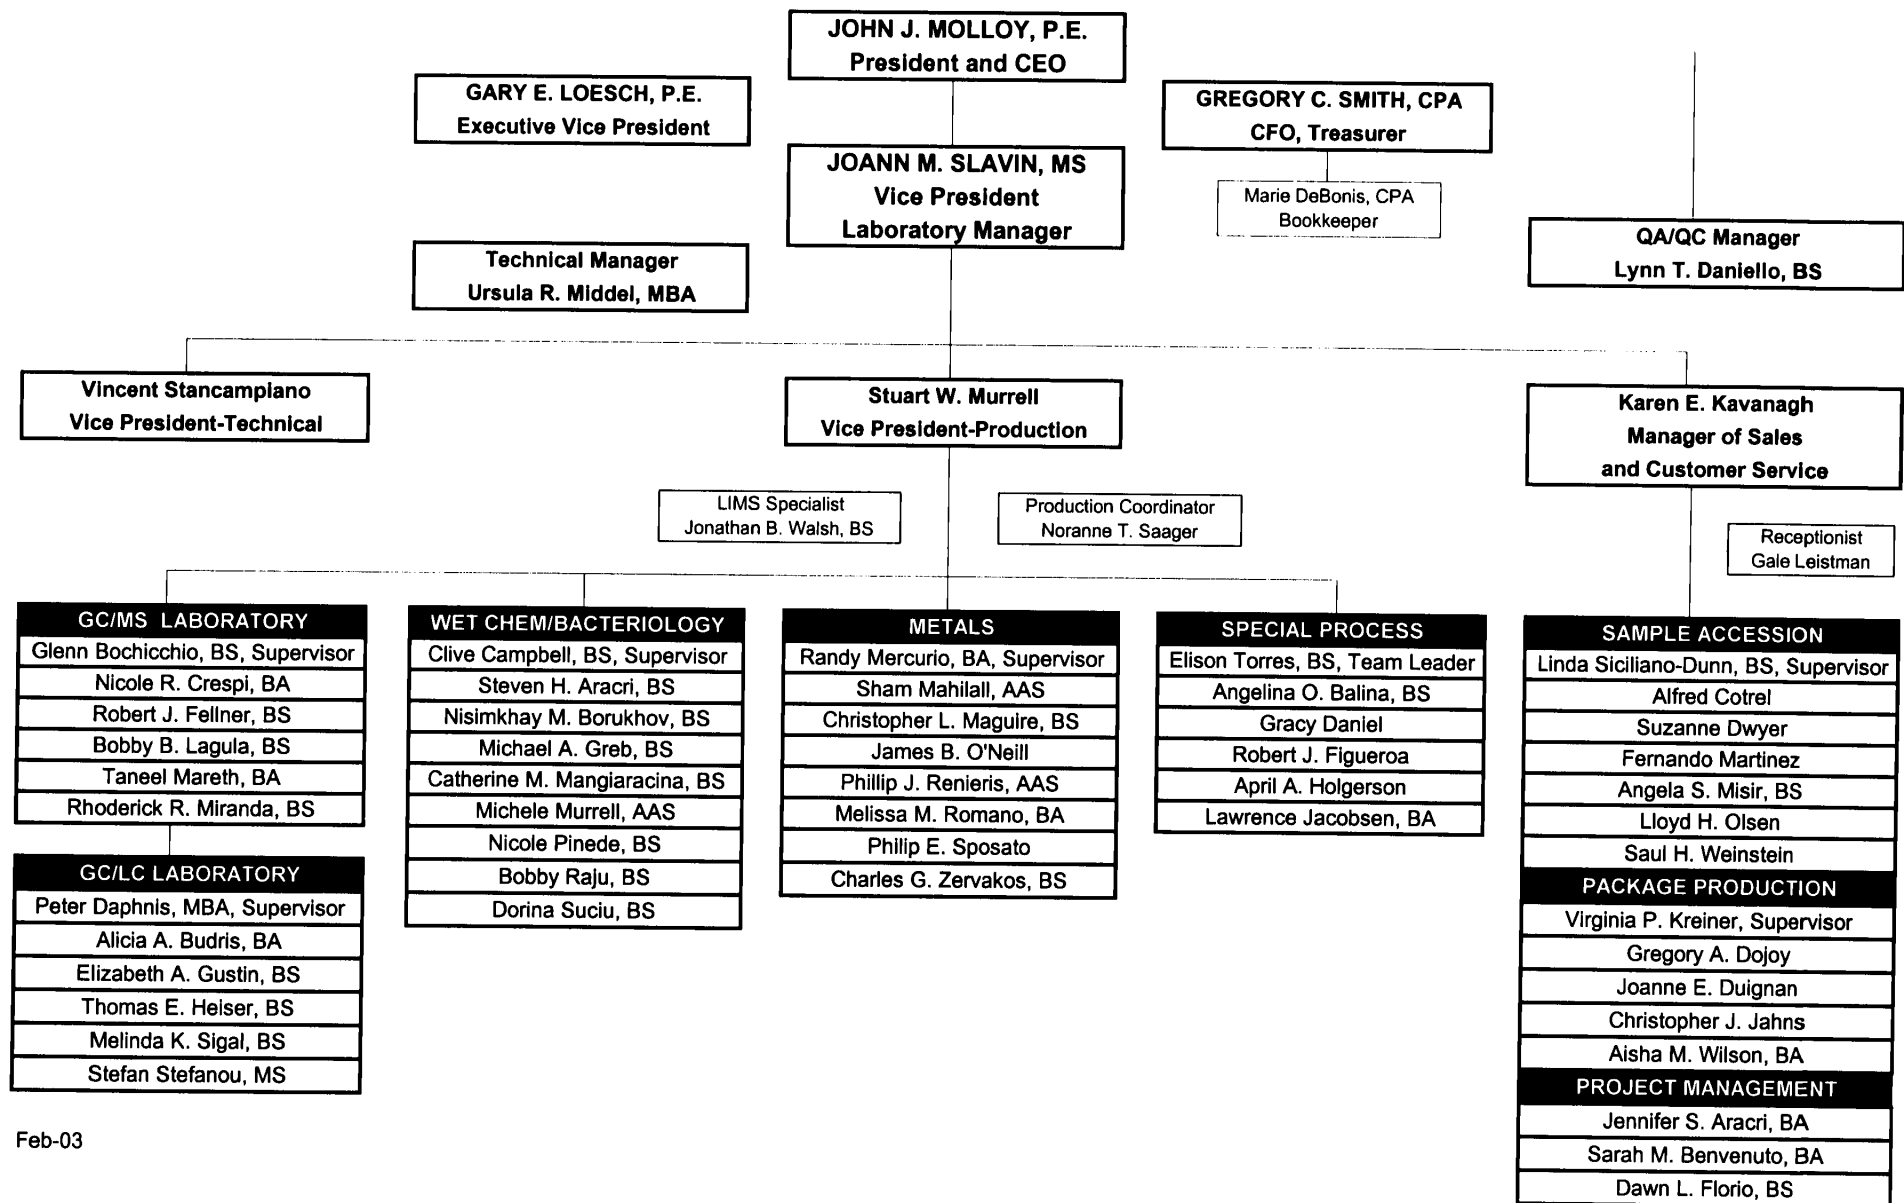 JOHN J. MOLLOY, P.E.
President and CEO
GARY E. LOESCH, P.E.
Executive Vice President
GREGORY C. SMITH, CPA
CFO, Treasurer
JOANN M. SLAVIN, MS
Vice President
Laboratory Manager
Marie DeBonis, CPA
Bookkeeper
QA/QC Manager
Lynn T. Daniello, BS
Technical Manager
Ursula R. Middel, MBA
Vincent Stancampiano
Vice President-Technical
Stuart W. Murrell
Vice President-Production
Karen E. Kavanagh
Manager of Sales
and Customer Service
LIMS Specialist
Jonathan B. Walsh, BS
Production Coordinator
Noranne T. Saager
Receptionist
Gale Leistman
GC/MS LABORATORY
Glenn Bochicchio, BS, Supervisor
Nicole R. Crespi, BA
Robert J. Fellner, BS
Bobby B. Lagula, BS
Taneel Mareth, BA
Rhoderick R. Miranda, BS
GC/LC LABORATORY
Peter Daphnis, MBA, Supervisor
Alicia A. Budris, BA
Elizabeth A. Gustin, BS
Thomas E. Heiser, BS
Melinda K. Sigal, BS
Stefan Stefanou, MS
WET CHEM/BACTERIOLOGY
Clive Campbell, BS, Supervisor
Steven H. Aracri, BS
Nisimkhay M. Borukhov, BS
Michael A. Greb, BS
Catherine M. Mangiaracina, BS
Michele Murrell, AAS
Nicole Pinede, BS
Bobby Raju, BS
Dorina Suciu, BS
METALS
Randy Mercurio, BA, Supervisor
Sham Mahilall, AAS
Christopher L. Maguire, BS
James B. O'Neill
Phillip J. Renieris, AAS
Melissa M. Romano, BA
Philip E. Sposato
Charles G. Zervakos, BS
SPECIAL PROCESS
Elison Torres, BS, Team Leader
Angelina O. Balina, BS
Gracy Daniel
Robert J. Figueroa
April A. Holgerson
Lawrence Jacobsen, BA
SAMPLE ACCESSION
Linda Siciliano-Dunn, BS, Supervisor
Alfred Cotrel
Suzanne Dwyer
Fernando Martinez
Angela S. Misir, BS
Lloyd H. Olsen
Saul H. Weinstein
PACKAGE PRODUCTION
Virginia P. Kreiner, Supervisor
Gregory A. Dojoy
Joanne E. Duignan
Christopher J. Jahns
Aisha M. Wilson, BA
PROJECT MANAGEMENT
Jennifer S. Aracri, BA
Sarah M. Benvenuto, BA
Dawn L. Florio, BS
Feb-03